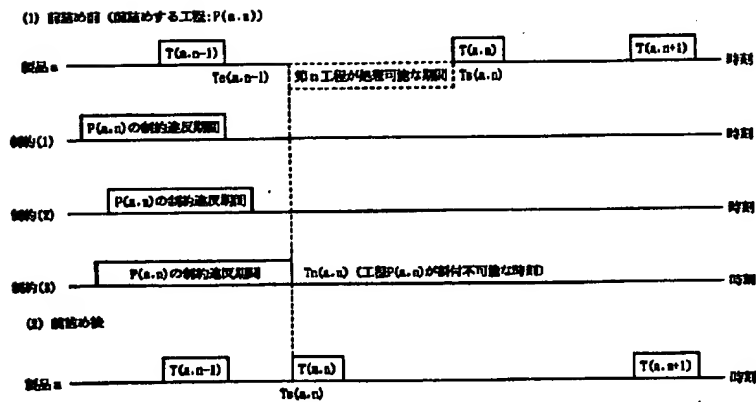 (1) 前詰め前 (前詰めする工程:P(a,n))
T(a,n-1) T(a,n) T(a,n+1)
製品a 時刻
Te(a,n-1) 第n工程が処理可能な期間 Ts(a,n)
P(a,n)の制約違反期間
制約(1) 時刻
P(a,n)の制約違反期間
制約(2) 時刻
P(a,n)の制約違反期間 Tn(a,n) (工程P(a,n)が割付不可能な時刻)
制約(3) 時刻
(2) 前詰め後
T(a,n-1) T(a,n) T(a,n+1)
製品a 時刻
Ts(a,n)